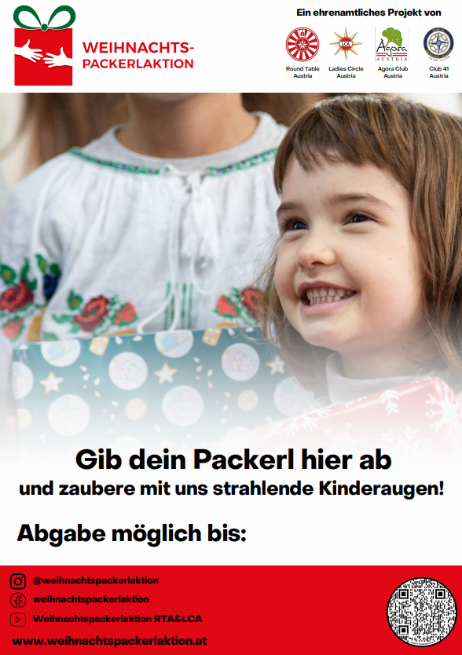 WEIHNACHTS-
PACKERLAKTION
Ein ehrenamtliches Projekt von
LCA
Agora
AUSTRIA
Round Table
Austria
Ladies Circle
Austria
Agora Club
Austria
Club 41
Austria
Gib dein Packerl hier ab
und zaubere mit uns strahlende Kinderaugen!
Abgabe möglich bis:
@weihnachtspackerlaktion
weihnachtspackerlaktion
Weihnachtspackerlaktion RTA&LCA
www.weihnachtspackerlaktion.at